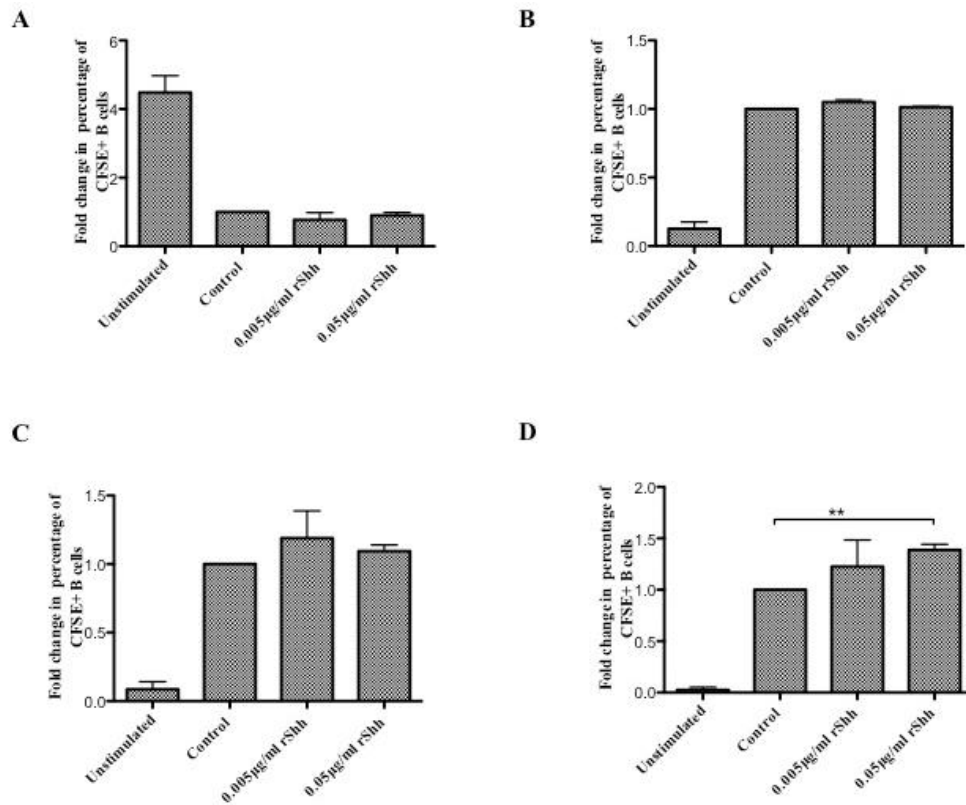 A
Fold change in percentage of
CFSE+ B cells
6
4
2
0
Unstimulated
Control
0.005µg/ml rShh
0.05µg/ml rShh
B
Fold change in percentage of
CFSE+ B cells
1.5
1.0
0.5
0.0
Unstimulated
Control
0.005µg/ml rShh
0.05µg/ml rShh
C
Fold change in percentage of
CFSE+ B cells
1.5
1.0
0.5
0.0
Unstimulated
Control
0.005µg/ml rShh
0.05µg/ml rShh
D
Fold change in percentage of
CFSE+ B cells
2.0
1.5
1.0
0.5
0.0
**
Unstimulated
Control
0.005µg/ml rShh
0.05µg/ml rShh